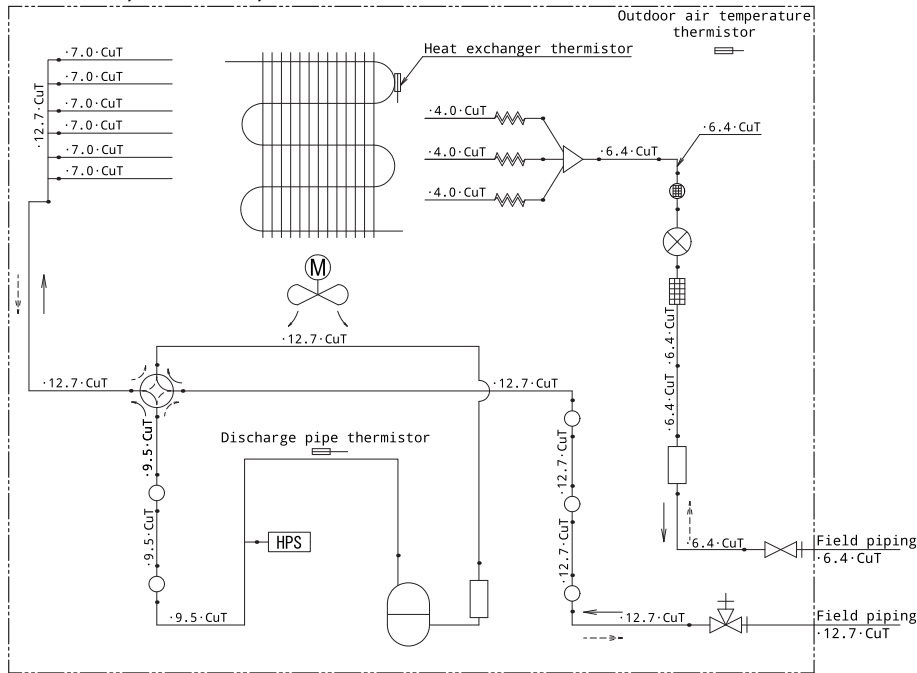 Outdoor air temperature
thermistor
Heat exchanger thermistor
·7.0·CuT
·7.0·CuT
·7.0·CuT
·7.0·CuT
·7.0·CuT
·7.0·CuT
·12.7·CuT
·4.0·CuT
·4.0·CuT
·4.0·CuT
·6.4·CuT
·6.4·CuT
M
·12.7·CuT
·6.4·CuT
·6.4·CuT
·12.7·CuT
·12.7·CuT
·9.5·CuT
Discharge pipe thermistor
·12.7·CuT
·9.5·CuT
HPS
·12.7·CuT
·6.4·CuT
Field piping
·6.4·CuT
·9.5·CuT
·12.7·CuT
Field piping
·12.7·CuT